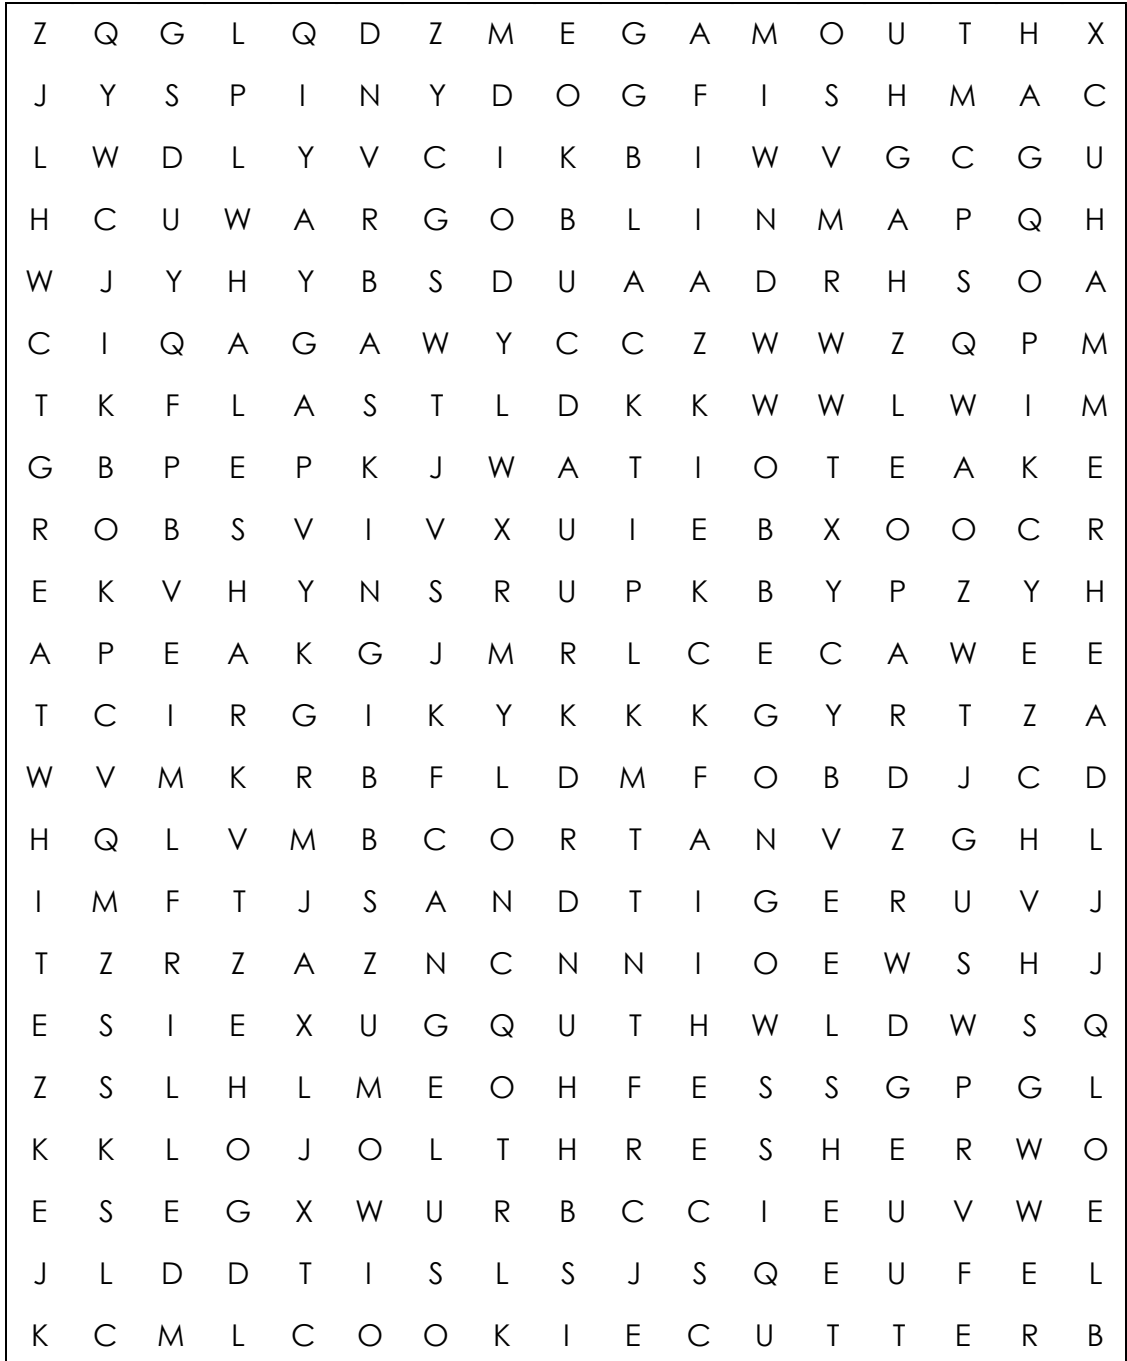 Z Q G L Q D Z M E G A M O U T H X
J Y S P I N Y D O G F I S H M A C
L W D L Y V C I K B I W V G C G U
H C U W A R G O B L I N M A P Q H
W J Y H Y B S D U A A D R H S O A
C I Q A G A W Y C C Z W W Z Q P M
T K F L A S T L D K K W W L W I M
G B P E P K J W A T I O T E A K E
R O B S V I V X U I E B X O O C R
E K V H Y N S R U P K B Y P Z Y H
A P E A K G J M R L C E C A W E E
T C I R G I K Y K K K G Y R T Z A
W V M K R B F L D M F O B D J C D
H Q L V M B C O R T A N V Z G H L
I M F T J S A N D T I G E R U V J
T Z R Z A Z N C N N I O E W S H J
E S I E X U G Q U T H W L D W S Q
Z S L H L M E O H F E S S G P G L
K K L O J O L T H R E S H E R W O
E S E G X W U R B C C I E U V W E
J L D D T I S L S J S Q E U F E L
K C M L C O O K I E C U T T E R B